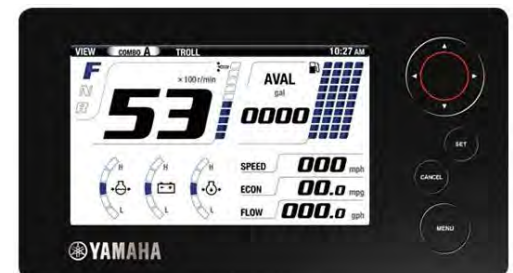 VIEW COMBO A TROLL 10:27 AM
F
N
R
×100r/min
53
AVAL
gal
0000
H H H
L L L
SPEED 000 mph
ECON 00.0 mpg
FLOW 000.0 gph
SET
CANCEL
MENU
YAMAHA